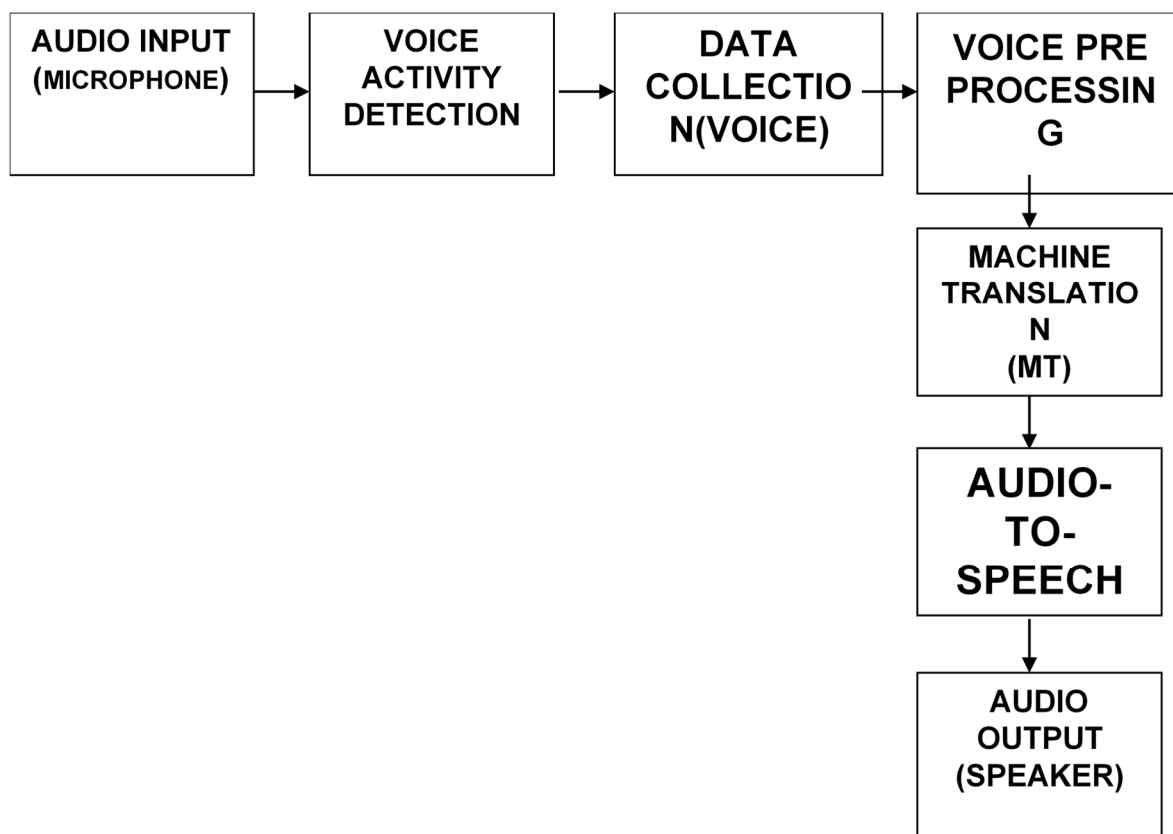 AUDIO INPUT
(MICROPHONE)
VOICE
ACTIVITY
DETECTION
DATA
COLLECTIO
N(VOICE)
VOICE PRE
PROCESSIN
G
MACHINE
TRANSLATIO
N
(MT)
AUDIO-
TO-
SPEECH
AUDIO
OUTPUT
(SPEAKER)